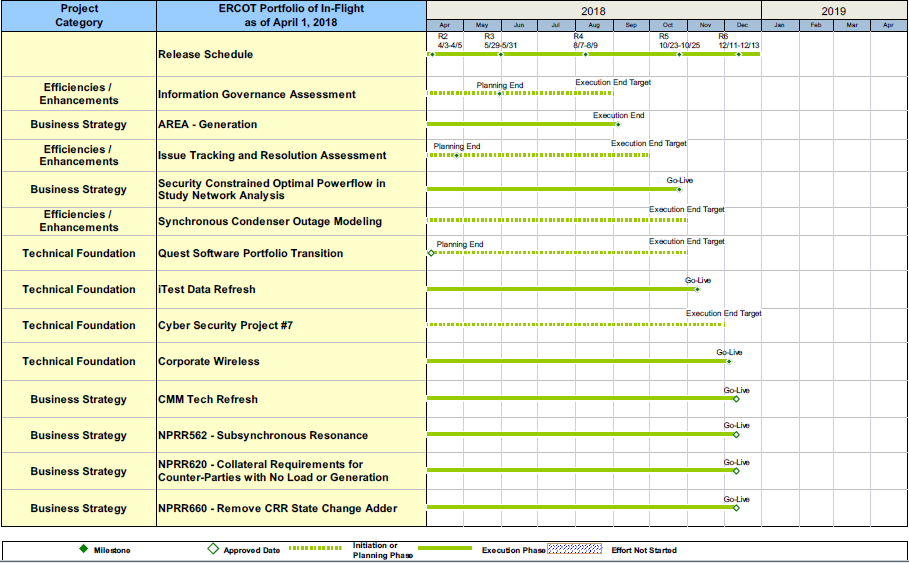 Project
Category
ERCOT Portfolio of In-Flight
as of April 1, 2018
2018
2019
Apr May Jun Jul Aug Sep Oct Nov Dec Jan Feb Mar Apr
Release Schedule
R2 R3 R4 R5 R6
4/3-4/5 5/29-5/31 8/7-8/9 10/23-10/25 12/11-12/13
Efficiencies /
Enhancements
Information Governance Assessment
Planning End
Execution End Target
Business Strategy
AREA - Generation
Execution End
Efficiencies /
Enhancements
Issue Tracking and Resolution Assessment
Planning End
Execution End Target
Business Strategy
Security Constrained Optimal Powerflow in
Study Network Analysis
Go-Live
Efficiencies /
Enhancements
Synchronous Condenser Outage Modeling
Execution End Target
Technical Foundation
Quest Software Portfolio Transition
Planning End
Execution End Target
Technical Foundation
iTest Data Refresh
Go-Live
Technical Foundation
Cyber Security Project #7
Execution End Target
Technical Foundation
Corporate Wireless
Go-Live
Business Strategy
CMM Tech Refresh
Go-Live
Business Strategy
NPRR562 - Subsynchronous Resonance
Go-Live
Business Strategy
NPRR620 - Collateral Requirements for
Counter-Parties with No Load or Generation
Go-Live
Business Strategy
NPRR660 - Remove CRR State Change Adder
Go-Live
Milestone
Approved Date
Initiation or
Planning Phase
Execution Phase
Effort Not Started